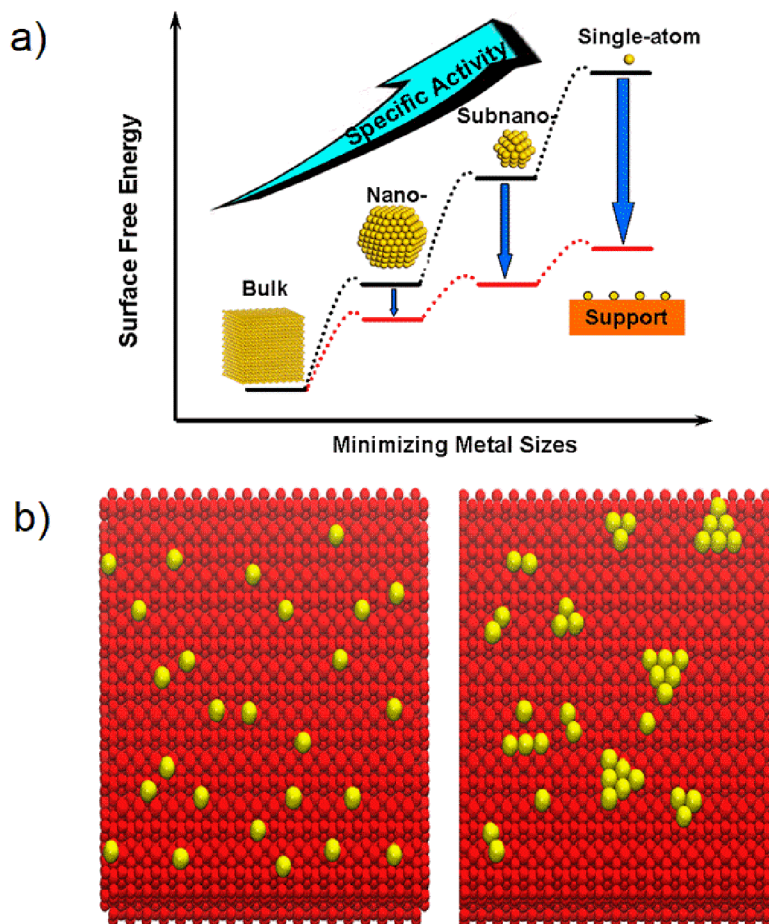 a)
Single-atom
Specific Activity
Subnano-
Nano-
Bulk
Surface Free Energy
Support
Minimizing Metal Sizes
b)